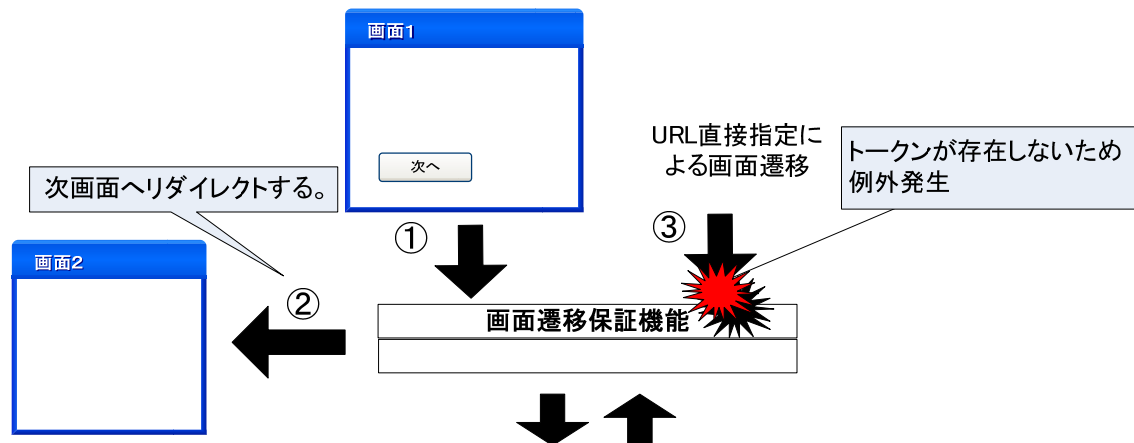 画面1
次へ
URL直接指定に
よる画面遷移
トークンが存在しないため
例外発生
次画面へリダイレクトする。
①
③
画面2
②
画面遷移保証機能